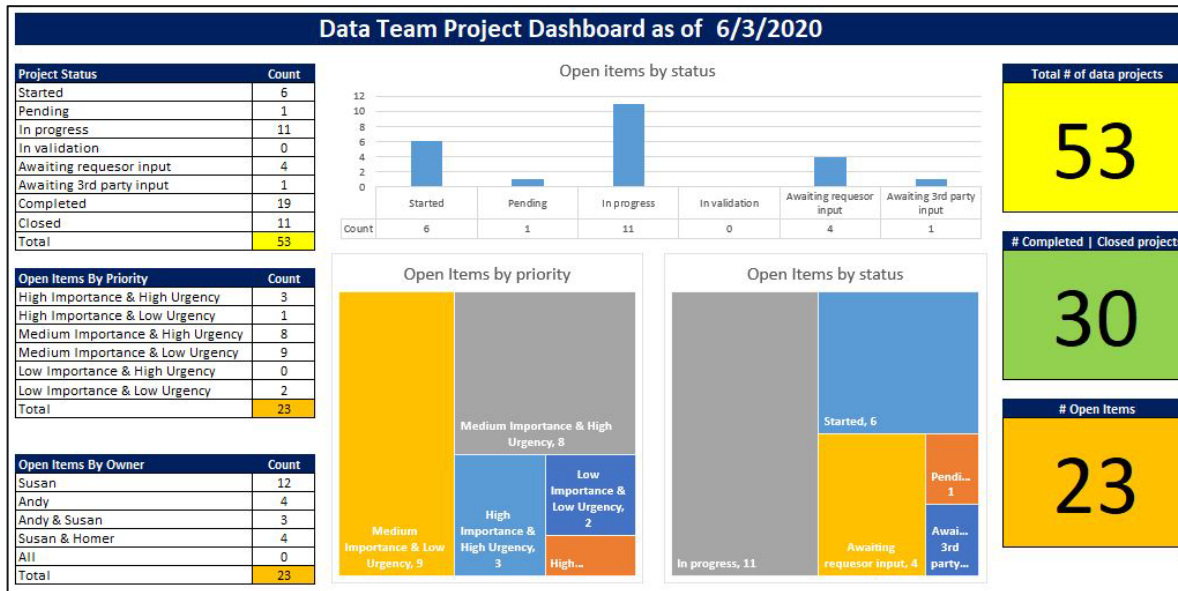 Data Team Project Dashboard as of 6/3/2020
Project Status Count
Started 6
Pending 1
In progress 11
In validation 0
Awaiting requesor input 4
Awaiting 3rd party input 1
Completed 19
Closed 11
Total 53
Open Items By Priority Count
High Importance & High Urgency 3
High Importance & Low Urgency 1
Medium Importance & High Urgency 8
Medium Importance & Low Urgency 9
Low Importance & High Urgency 0
Low Importance & Low Urgency 2
Total 23
Open Items By Owner Count
Susan 12
Andy 4
Andy & Susan 3
Susan & Homer 4
All 0
Total 23
Open items by status
12
10
8
6
4
2
0
Started Pending In progress In validation Awaiting requesor input Awaiting 3rd party input
Count 6 1 11 0 4 1
Open Items by priority
Medium
Importance & Low
Urgency, 9
Medium Importance & High
Urgency, 8
High
Importance &
High Urgency,
3
Low
Importance &
Low Urgency,
2
High...
Open Items by status
In progress, 11
Started, 6
Awaiting
requesor input, 4
Pendi...
1
Awai...
3rd
party...
Total # of data projects
53
# Completed | Closed projects
30
# Open Items
23